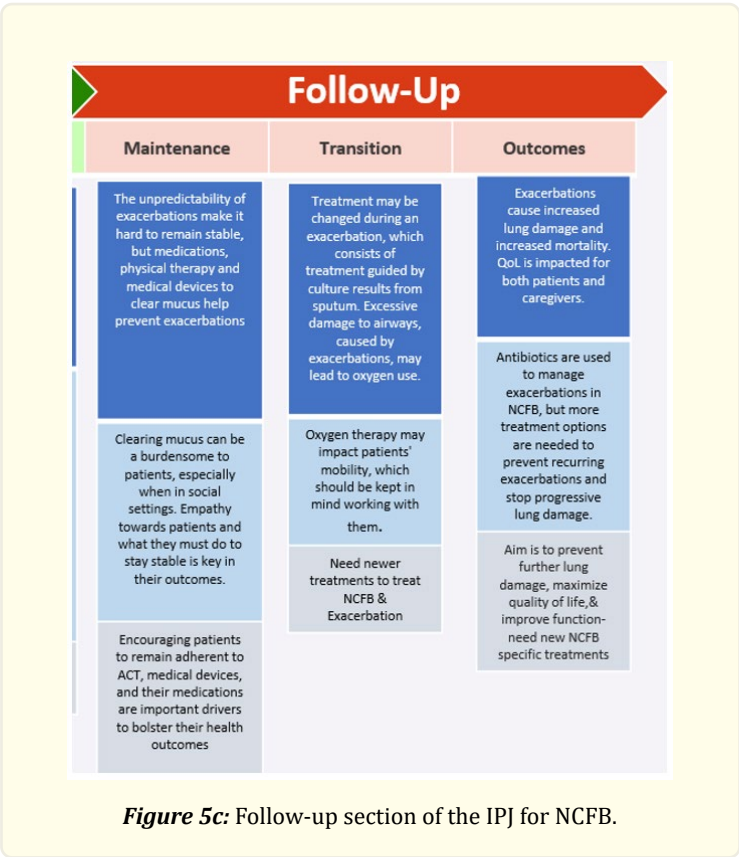 Follow-Up
Maintenance
Transition
Outcomes
The unpredictability of
exacerbations make it
hard to remain stable,
but medications,
physical therapy and
medical devices to
clear mucus help
prevent exacerbations
Clearing mucus can be
a burdensome to
patients, especially
when in social
settings. Empathy
towards patients and
what they must do to
stay stable is key in
their outcomes.
Encouraging patients
to remain adherent to
ACT, medical devices,
and their medications
are important drivers
to bolster their health
outcomes
Treatment may be
changed during an
exacerbation, which
consists of
treatment guided by
culture results from
sputum. Excessive
damage to airways,
caused by
exacerbations, may
lead to oxygen use.
Oxygen therapy may
impact patients'
mobility, which
should be kept in
mind working with
them.
Need newer
treatments to treat
NCFB &
Exacerbation
Exacerbations
cause increased
lung damage and
increased mortality.
QoL is impacted for
both patients and
caregivers.
Antibiotics are used
to manage
exacerbations in
NCFB, but more
treatment options
are needed to
prevent recurring
exacerbations and
stop progressive
lung damage.
Aim is to prevent
further lung
damage, maximize
quality of life,&
improve function-
need new NCFB
specific treatments
Figure 5c: Follow-up section of the IPJ for NCFB.